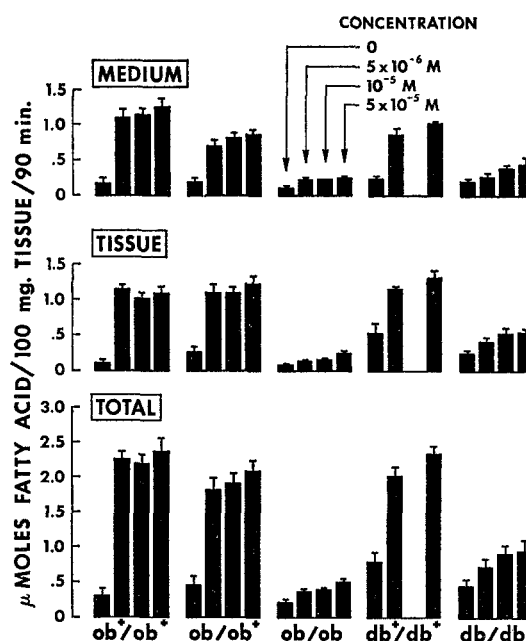 CONCENTRATION
0
5 x 10⁻⁶ M
10⁻⁵ M
5 x 10⁻⁵ M
MEDIUM
1.5
1.0
.5
0
TISSUE
1.5
1.0
.5
0
TOTAL
3.0
2.5
2.0
1.5
1.0
.5
0
μ MOLES FATTY ACID/100 mg. TISSUE/90 min.
ob⁺/ob⁺ ob/ob⁺ ob/ob db⁺/db⁺ db/db